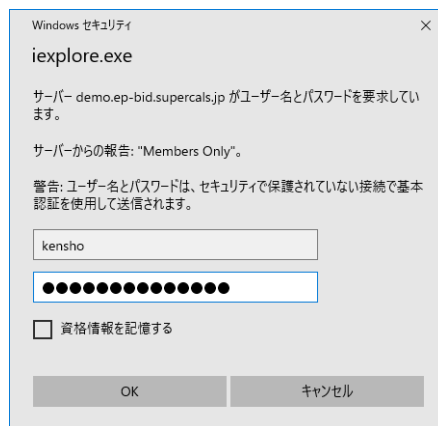 Windows セキュリティ
iexplore.exe
サーバー demo.ep-bid.supercals.jp がユーザー名とパスワードを要求してい
ます。
サーバーからの報告: "Members Only"。
警告: ユーザー名とパスワードは、セキュリティで保護されていない接続で基本
認証を使用して送信されます。
kensho
●●●●●●●●●●●●●●
資格情報を記憶する
OK
キャンセル